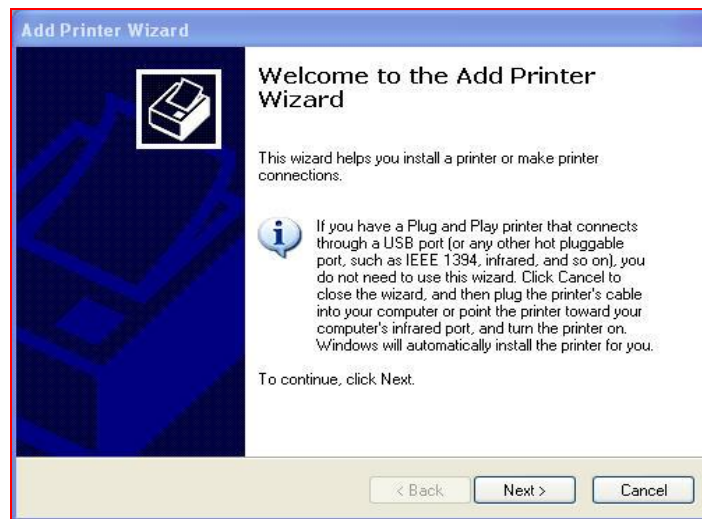 Add Printer Wizard
Welcome to the Add Printer
Wizard
This wizard helps you install a printer or make printer
connections.
If you have a Plug and Play printer that connects
through a USB port (or any other hot pluggable
port, such as IEEE 1394, infrared, and so on), you
do not need to use this wizard. Click Cancel to
close the wizard, and then plug the printer's cable
into your computer or point the printer toward your
computer's infrared port, and turn the printer on.
Windows will automatically install the printer for you.
To continue, click Next.
< Back Next > Cancel